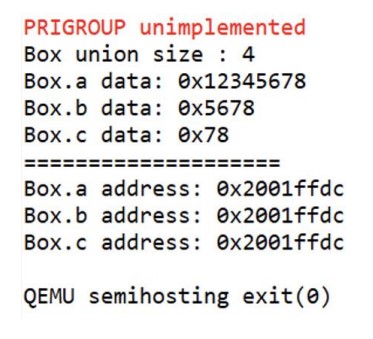 PRIGROUP unimplemented
Box union size : 4
Box.a data: 0x12345678
Box.b data: 0x5678
Box.c data: 0x78
=====================
Box.a address: 0x2001ffdc
Box.b address: 0x2001ffdc
Box.c address: 0x2001ffdc
QEMU semihosting exit(0)